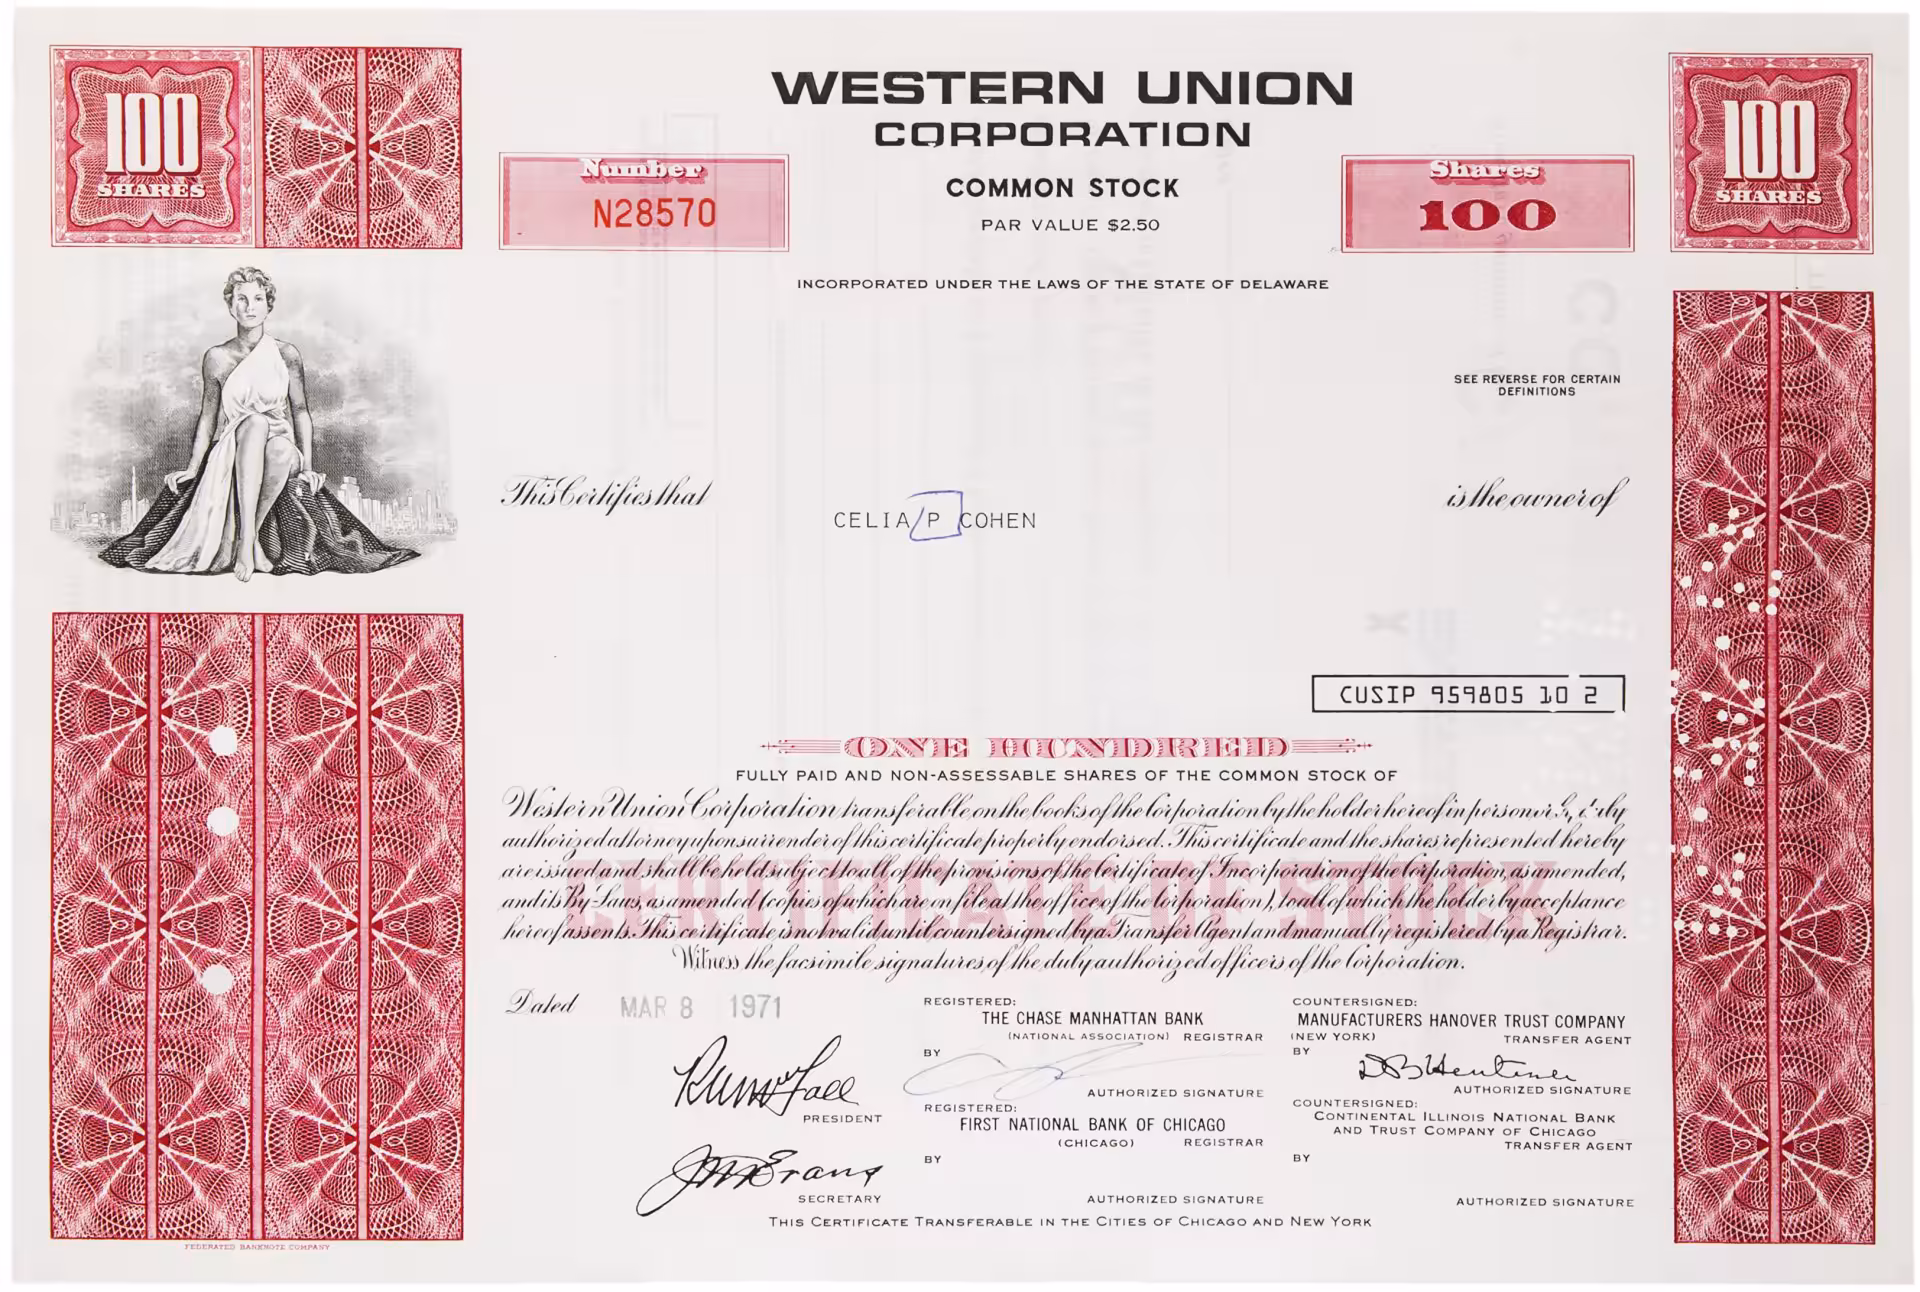 100
SHARES
WESTERN UNION
CORPORATION
COMMON STOCK
PAR VALUE $2.50
Number
N28570
Shares
100
100
SHARES
INCORPORATED UNDER THE LAWS OF THE STATE OF DELAWARE
SEE REVERSE FOR CERTAIN
DEFINITIONS
This Certifies that
CELIA P COHEN
is the owner of
CUSIP 959805 10 2
ONE HUNDRED
FULLY PAID AND NON-ASSESSABLE SHARES OF THE COMMON STOCK OF
Western Union Corporation, transferable on the books of the Corporation by the holder hereof in person or by duly
authorized attorney upon surrender of this certificate properly endorsed. This certificate and the shares represented hereby
are issued and shall be held subject to all of the provisions of the Certificate of Incorporation of the Corporation, as amended,
and its By-Laws, as amended (copies of which are on file at the office of the Corporation), to all of which the holder by acceptance
hereof assents. This certificate is not valid until countersigned by a Transfer Agent and manually registered by a Registrar.
Witness the facsimile signatures of the duly authorized officers of the Corporation.
CERTIFICATE OF STOCK
Dated MAR 8 1971
PRESIDENT
SECRETARY
REGISTERED:
THE CHASE MANHATTAN BANK
(NATIONAL ASSOCIATION) REGISTRAR
BY
AUTHORIZED SIGNATURE
REGISTERED:
FIRST NATIONAL BANK OF CHICAGO
(CHICAGO) REGISTRAR
BY
AUTHORIZED SIGNATURE
COUNTERSIGNED:
MANUFACTURERS HANOVER TRUST COMPANY
(NEW YORK) TRANSFER AGENT
BY
AUTHORIZED SIGNATURE
COUNTERSIGNED:
CONTINENTAL ILLINOIS NATIONAL BANK
AND TRUST COMPANY OF CHICAGO
TRANSFER AGENT
BY
AUTHORIZED SIGNATURE
THIS CERTIFICATE TRANSFERABLE IN THE CITIES OF CHICAGO AND NEW YORK
FEDERATED BANKNOTE COMPANY